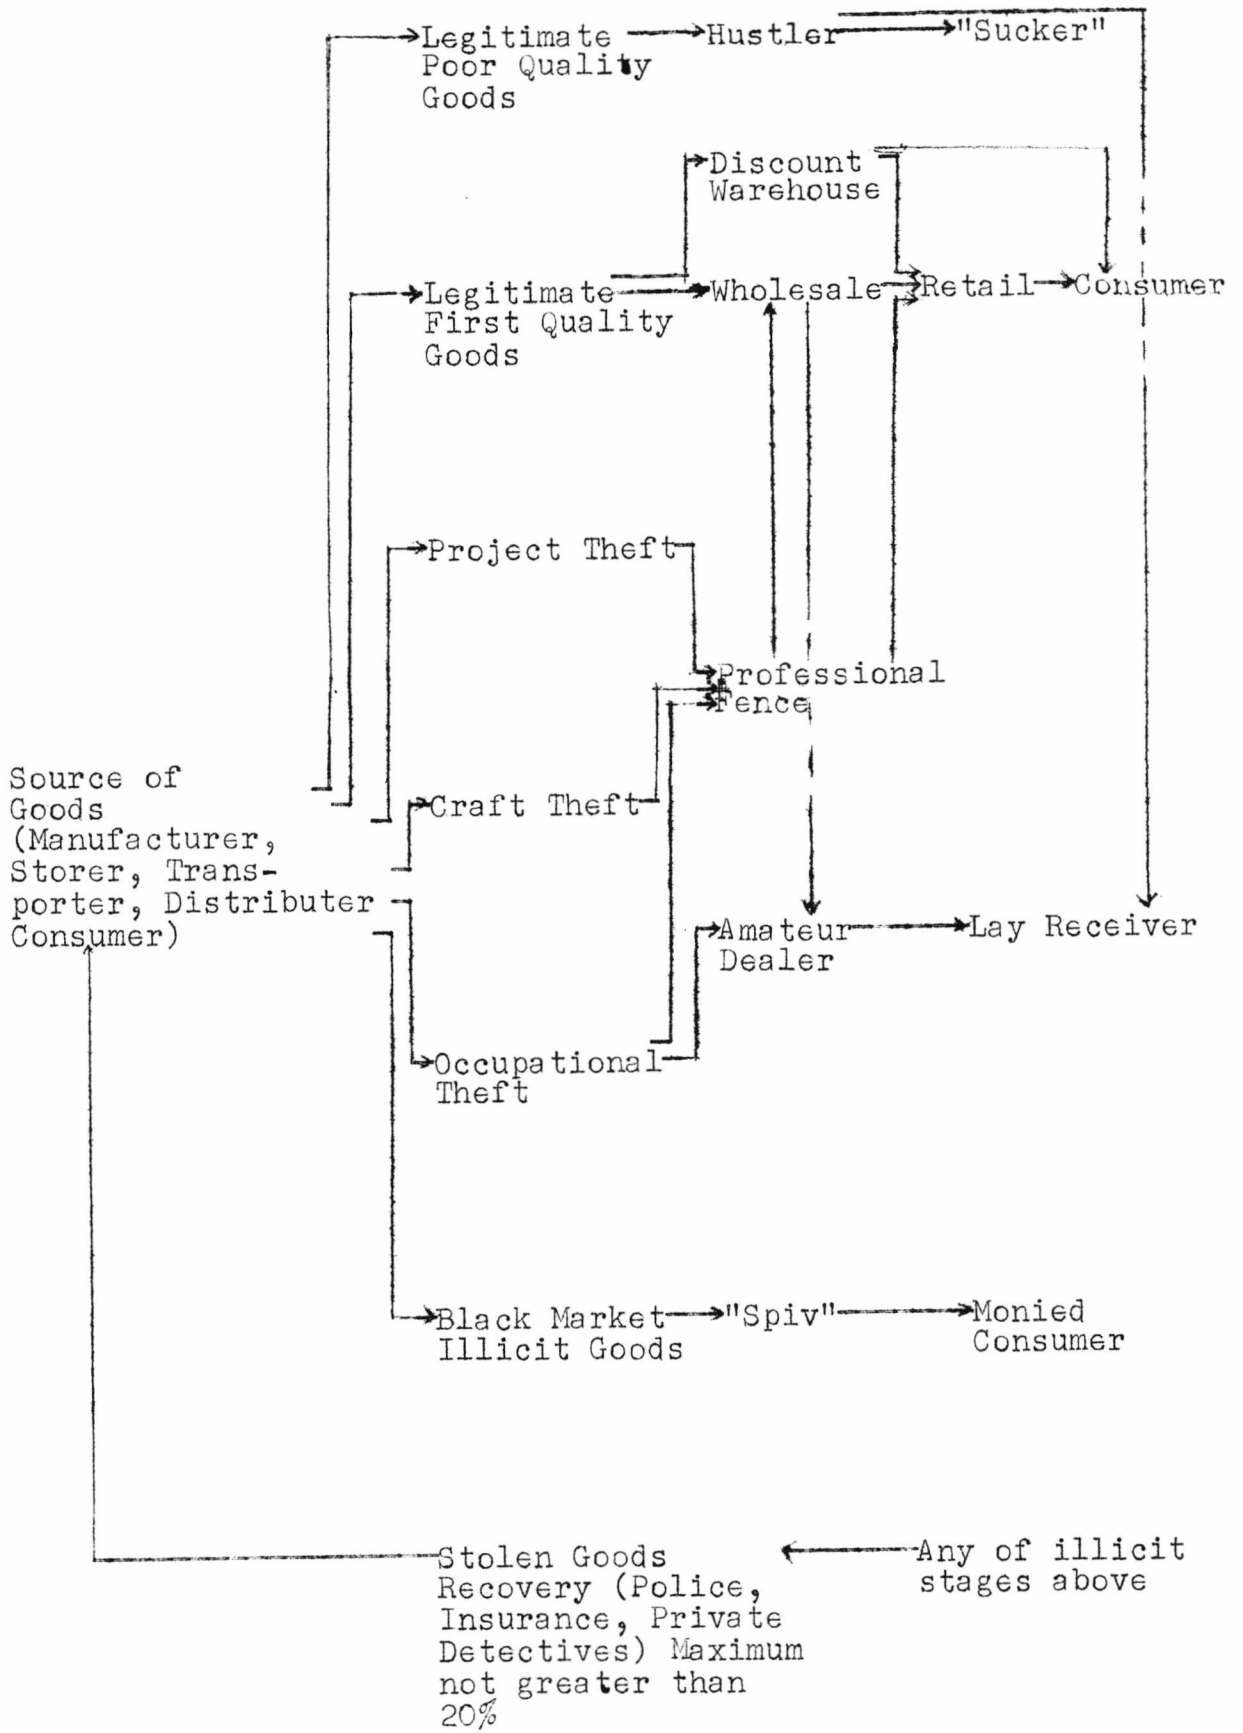 Legitimate
Poor Quality
Goods
Hustler
"Sucker"
Discount
Warehouse
Legitimate
First Quality
Goods
Wholesale
Retail
Consumer
Project Theft
Professional
Fence
Source of
Goods
(Manufacturer,
Storer, Trans-
porter, Distributer
Consumer)
Craft Theft
Amateur
Dealer
Lay Receiver
Occupational
Theft
Black Market
Illicit Goods
"Spiv"
Monied
Consumer
Stolen Goods
Recovery (Police,
Insurance, Private
Detectives) Maximum
not greater than
20%
Any of illicit
stages above